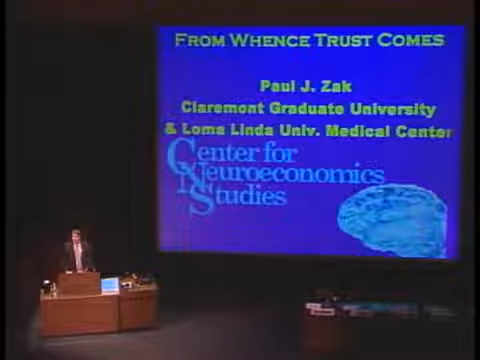 FROM WHENCE TRUST COMES
Paul J. Zak
Claremont Graduate University
& Loma Linda Univ. Medical Center
Center for
Neuroeconomics
Studies